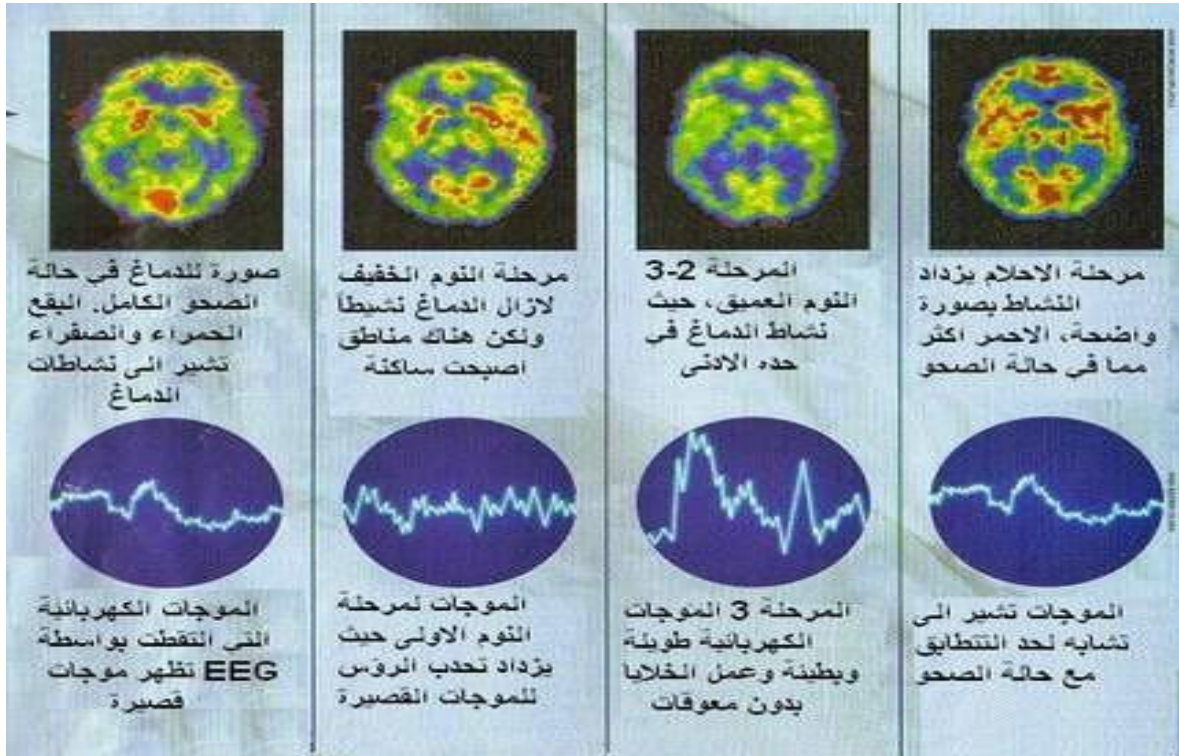 صورة للدماغ في حالة
الصحو الكامل. البقع
الحمراء والصفراء
تشير الى نشاطات
الدماغ
الموجات الكهربائية
التي التقطت بواسطة
EEG تظهر موجات
قصيرة
مرحلة النوم الخفيف
لازال الدماغ نشيطا
ولكن هناك مناطق
اصبحت ساكنة
الموجات لمرحلة
النوم الاولى حيث
يزداد تحدب الروس
للموجات القصيرة
المرحلة 2-3
النوم العميق، حيث
نشاط الدماغ في
حده الادنى
المرحلة 3 الموجات
الكهربائية طويلة
وبطيئة وعمل الخلايا
بدون معوقات
مرحلة الاحلام يزداد
النشاط بصورة
واضحة، الاحمر اكثر
مما في حالة الصحو
الموجات تشير الى
تشابه لحد التتطابق
مع حالة الصحو